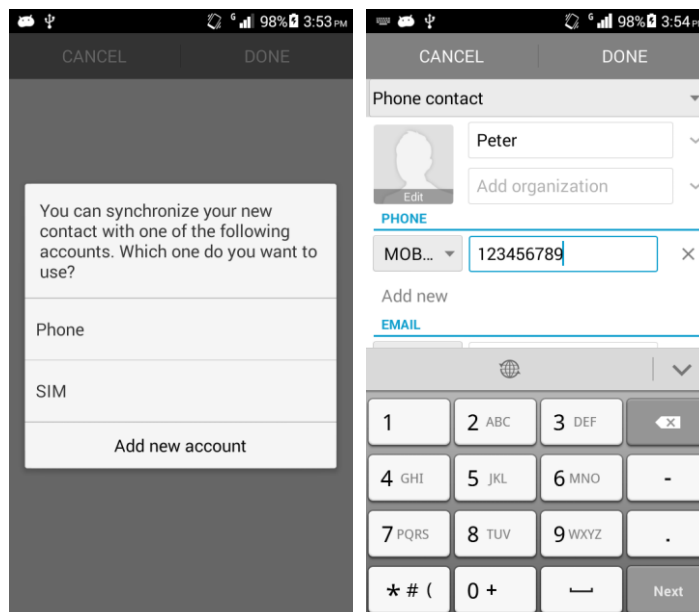 G 98% 3:53 PM
CANCEL DONE
You can synchronize your new
contact with one of the following
accounts. Which one do you want to
use?
Phone
SIM
Add new account
G 98% 3:54 P
CANCEL DONE
Phone contact
Peter
Edit
Add organization
PHONE
MOB... 123456789
Add new
EMAIL
1 2 ABC 3 DEF
4 GHI 5 JKL 6 MNO -
7 PQRS 8 TUV 9 WXYZ .
* # ( 0 + Next